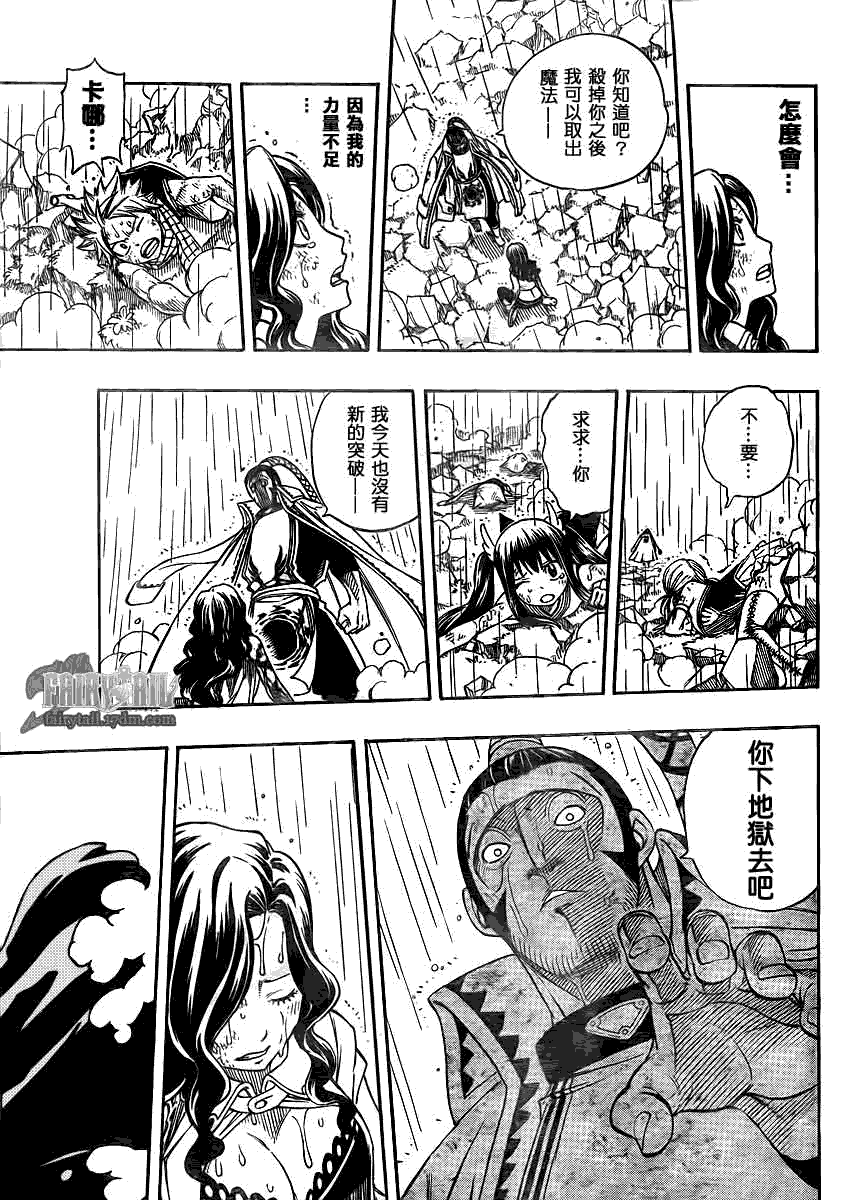 怎麼會…
你知道吧？
殺掉你之後
我可以取出
魔法——
因為我的
力量不足
…
卡娜…
不…要…
求求…你
我今天也沒有
新的突破——
你下地獄去吧
FAIRY TAIL
fairytail.17dm.com